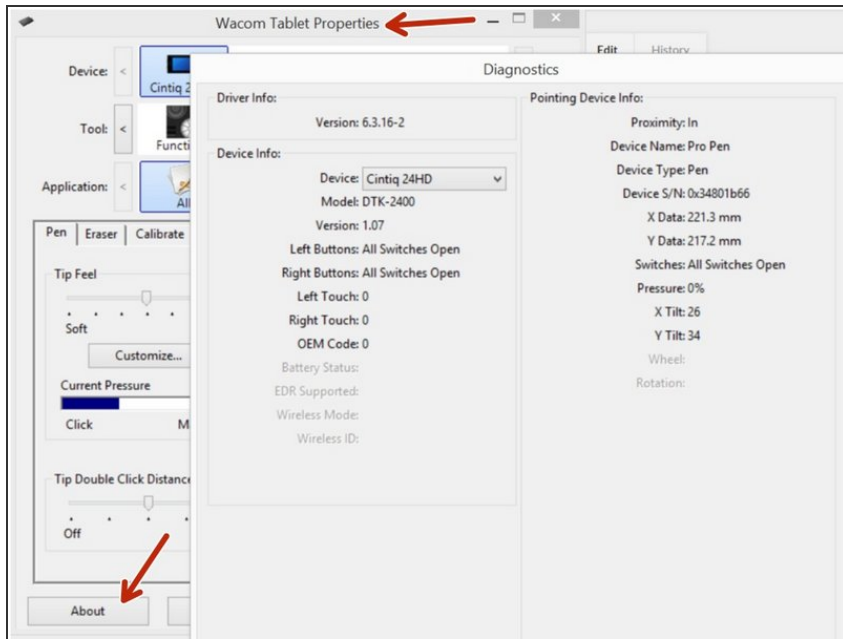 Wacom Tablet Properties
Edit History
Device: < Cintiq 2
Tool: < Functi
Application: < All
Pen Eraser Calibrate
Tip Feel
Soft
Customize...
Current Pressure
Click M
Tip Double Click Distance
Off
About
Diagnostics
Driver Info:
Version: 6.3.16-2
Device Info:
Device: Cintiq 24HD
Model: DTK-2400
Version: 1.07
Left Buttons: All Switches Open
Right Buttons: All Switches Open
Left Touch: 0
Right Touch: 0
OEM Code: 0
Battery Status:
EDR Supported:
Wireless Mode:
Wireless ID:
Pointing Device Info:
Proximity: In
Device Name: Pro Pen
Device Type: Pen
Device S/N: 0x34801b66
X Data: 221.3 mm
Y Data: 217.2 mm
Switches: All Switches Open
Pressure: 0%
X Tilt: 26
Y Tilt: 34
Wheel:
Rotation: